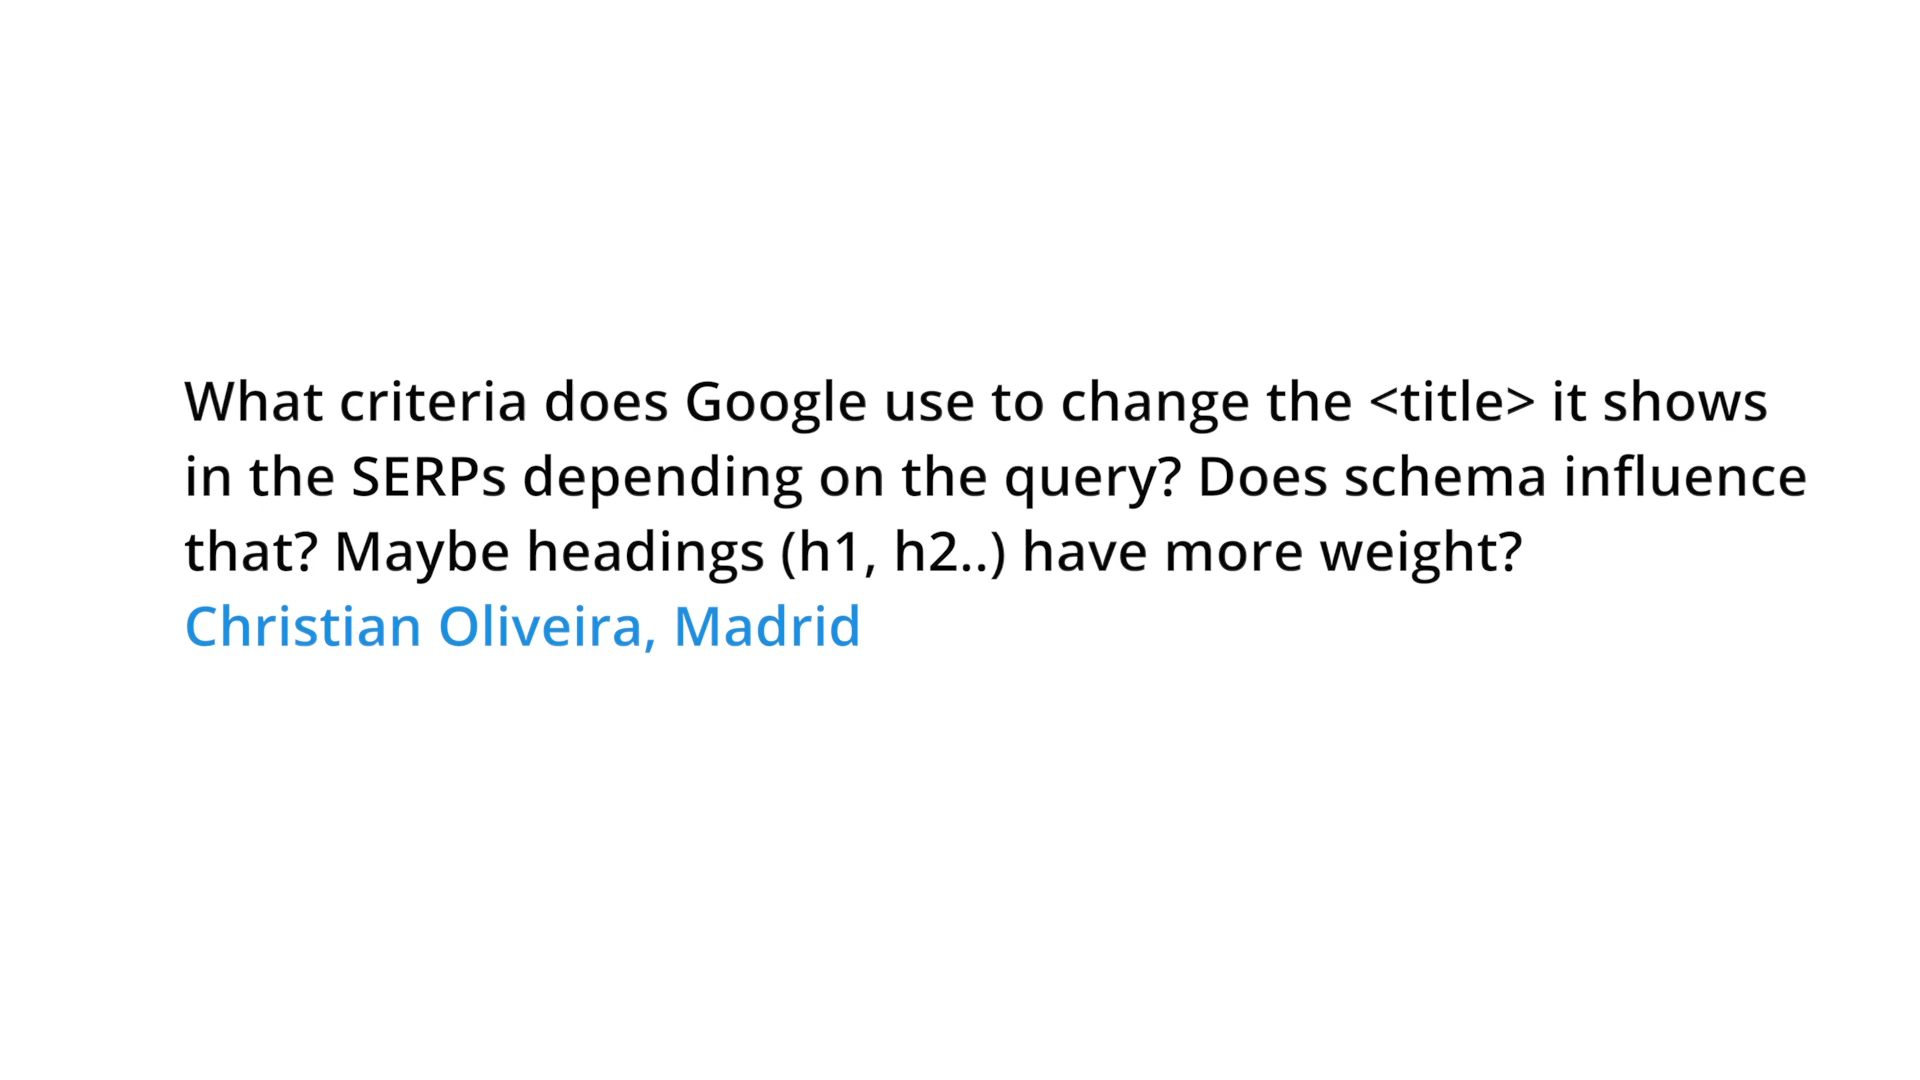 What criteria does Google use to change the <title> it shows
in the SERPs depending on the query? Does schema influence
that? Maybe headings (h1, h2..) have more weight?
Christian Oliveira, Madrid